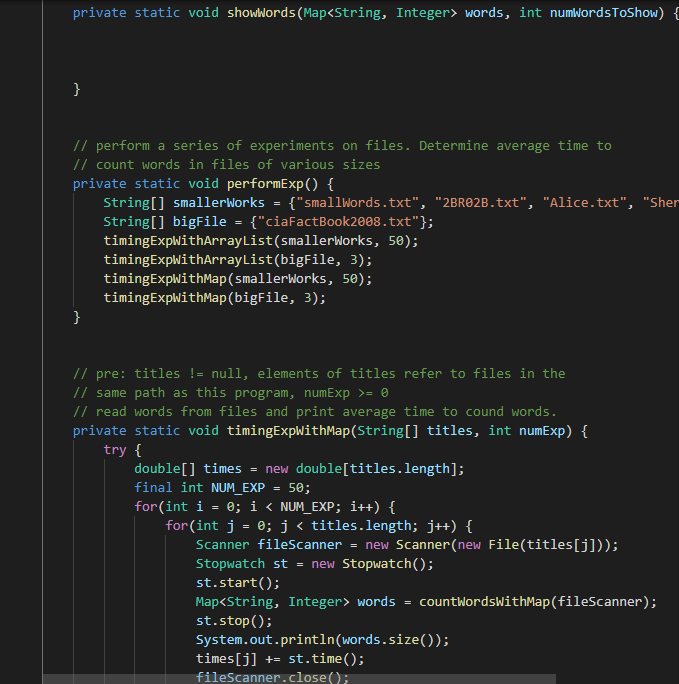 private static void showWords(Map<String, Integer> words, int numWordsToShow) {
}
// perform a series of experiments on files. Determine average time to
// count words in files of various sizes
private static void performExp() {
String[] smallerWorks = {"smallWords.txt", "2BR02B.txt", "Alice.txt", "Sher
String[] bigFile = {"ciaFactBook2008.txt"};
timingExpWithArrayList(smallerWorks, 50);
timingExpWithArrayList(bigFile, 3);
timingExpWithMap(smallerWorks, 50);
timingExpWithMap(bigFile, 3);
}
// pre: titles != null, elements of titles refer to files in the
// same path as this program, numExp >= 0
// read words from files and print average time to cound words.
private static void timingExpWithMap(String[] titles, int numExp) {
try {
double[] times = new double[titles.length];
final int NUM_EXP = 50;
for(int i = 0; i < NUM_EXP; i++) {
for(int j = 0; j < titles.length; j++) {
Scanner fileScanner = new Scanner(new File(titles[j]));
Stopwatch st = new Stopwatch();
st.start();
Map<String, Integer> words = countWordsWithMap(fileScanner);
st.stop();
System.out.println(words.size());
times[j] += st.time();
fileScanner.close();